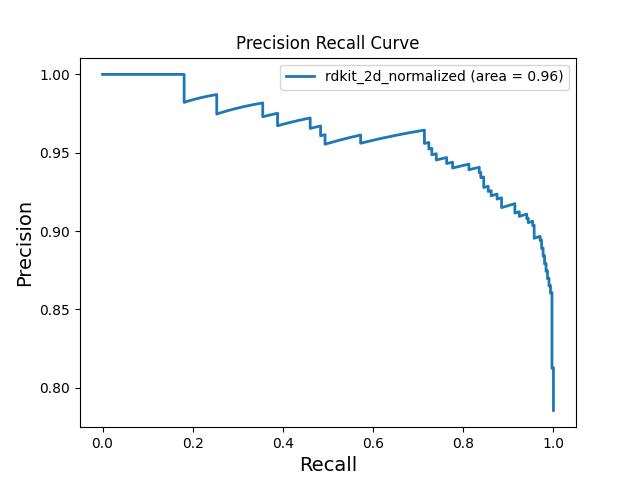 Precision Recall Curve
rdkit_2d_normalized (area = 0.96)
1.00
0.95
0.90
0.85
0.80
Precision
0.0 0.2 0.4 0.6 0.8 1.0
Recall